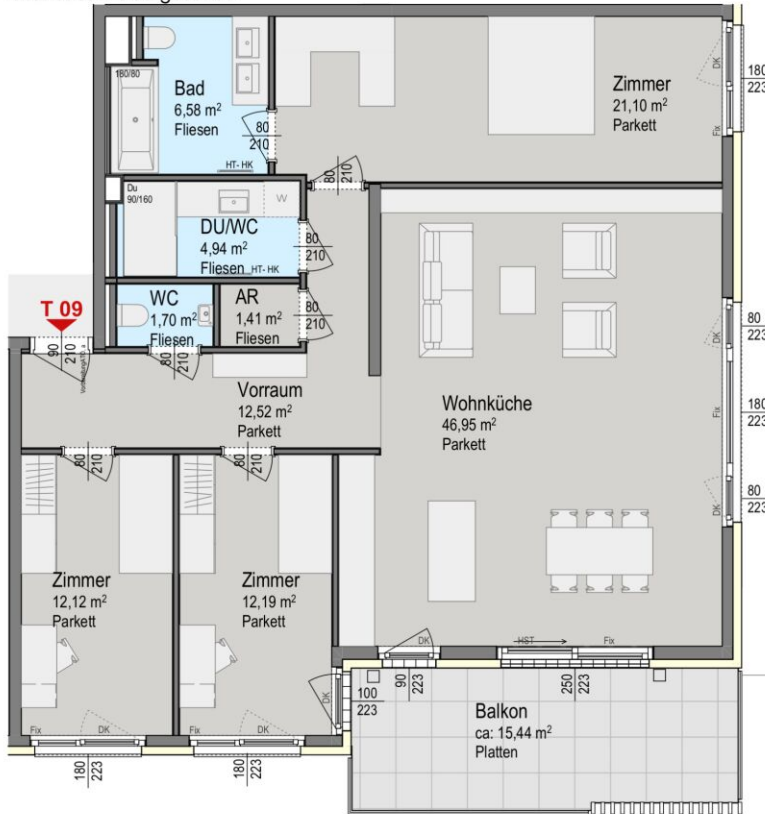 180/80
Bad
6,58 m²
Fliesen
HT- HK
80
210
Zimmer
21,10 m²
Parkett
DK
Fix
180
223
80
210
Du
90/160
DU/WC
4,94 m²
Fliesen
HT- HK
W
80
210
WC
1,70 m²
Fliesen
AR
1,41 m²
Fliesen
80
210
T 09
90
210
80
210
Vorraum
12,52 m²
Parkett
Wohnküche
46,95 m²
Parkett
DK
80
223
Fix
180
223
DK
80
223
80
210
80
210
Zimmer
12,12 m²
Parkett
Zimmer
12,19 m²
Parkett
Fix
DK
180
223
Fix
DK
180
223
DK
100
223
DK
90
223
HST
Fix
250
223
Balkon
ca: 15,44 m²
Platten